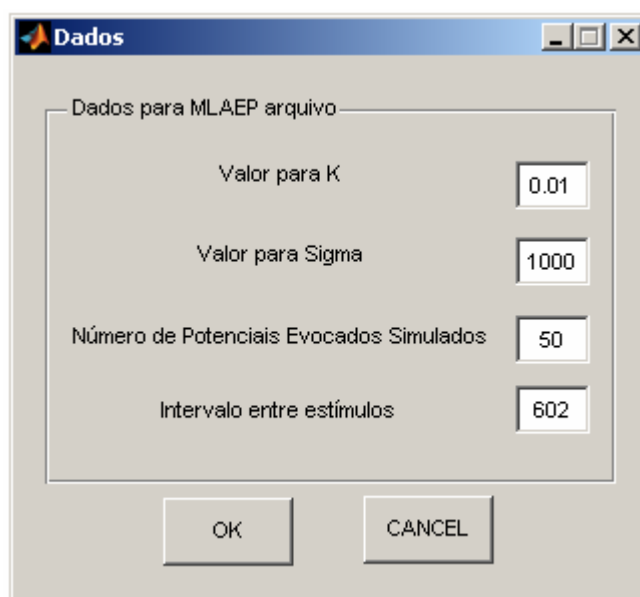 Dados
Dados para MLAEP arquivo
Valor para K 0.01
Valor para Sigma 1000
Número de Potenciais Evocados Simulados 50
Intervalo entre estímulos 602
OK CANCEL